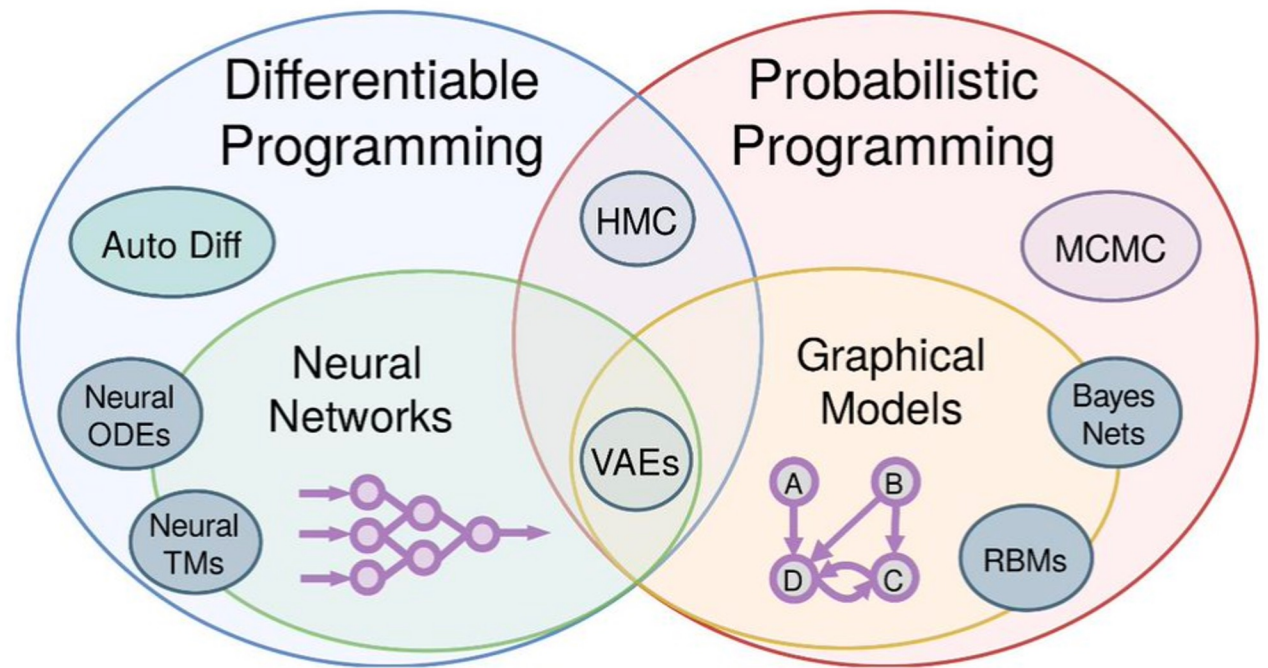 Differentiable
Programming
Probabilistic
Programming
Auto Diff
HMC
MCMC
Neural
Networks
Graphical
Models
Neural
ODEs
Bayes
Nets
VAEs
A
B
Neural
TMs
RBMs
D
C